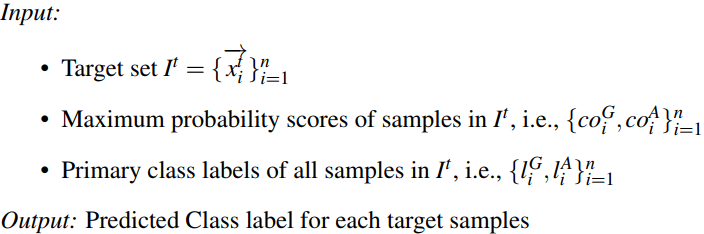 Input:
• Target set $I^t = \{\overrightarrow{x_i^t}\}_{i=1}^n$
• Maximum probability scores of samples in $I^t$, i.e., $\{co_i^G, co_i^A\}_{i=1}^n$
• Primary class labels of all samples in $I^t$, i.e., $\{l_i^G, l_i^A\}_{i=1}^n$
Output: Predicted Class label for each target samples